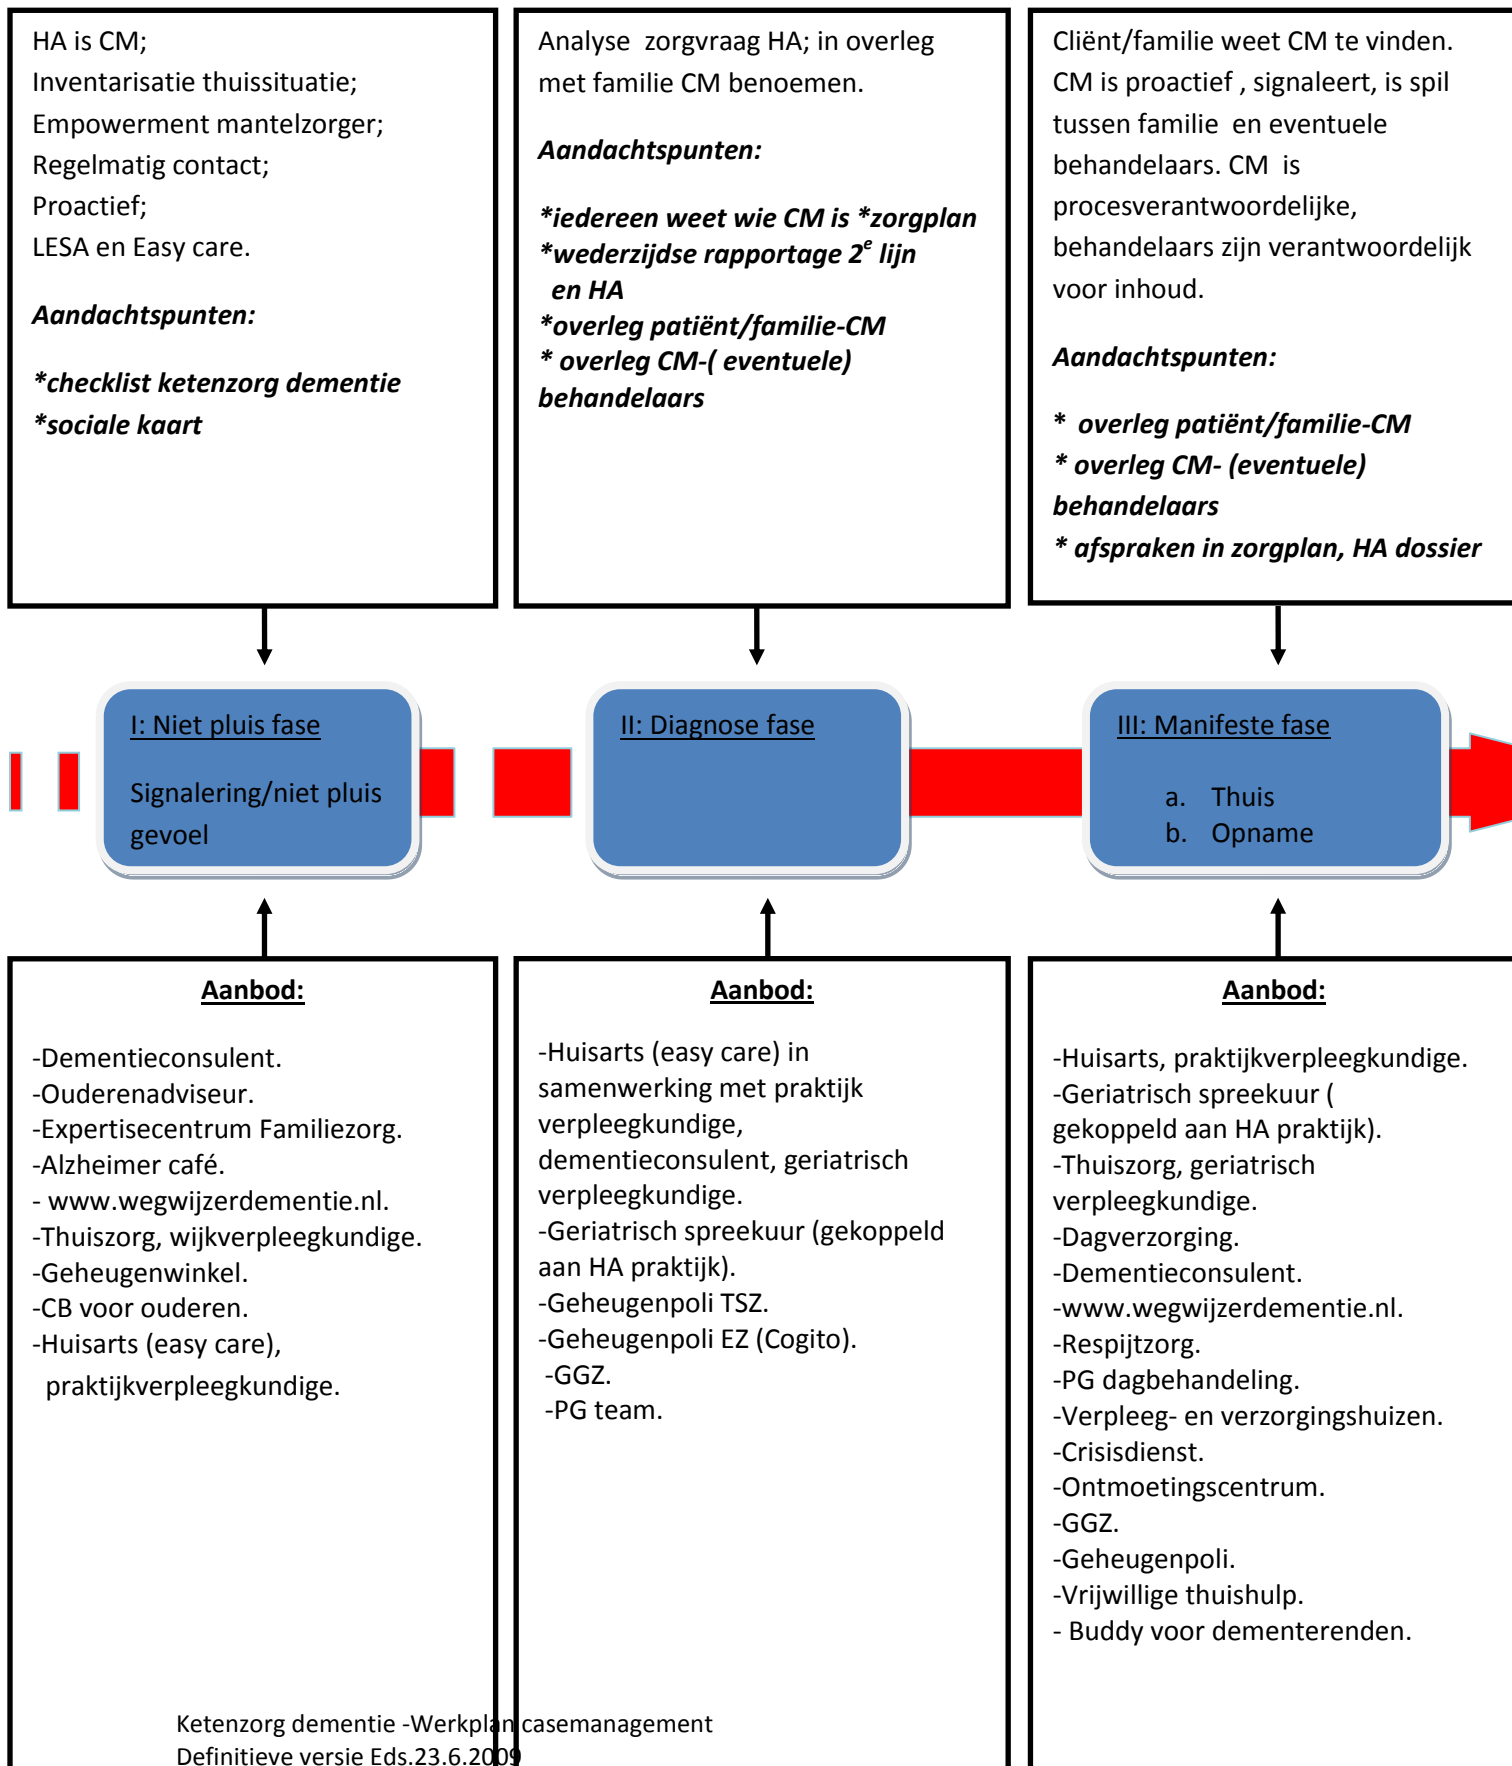 HA is CM;
Inventarisatie thuissituatie;
Empowerment mantelzorger;
Regelmatig contact;
Proactief;
LESA en Easy care.
Aandachtspunten:
*checklist ketenzorg dementie
*sociale kaart
Analyse zorgvraag HA; in overleg
met familie CM benoemen.
Aandachtspunten:
*iedereen weet wie CM is *zorgplan
*wederzijdse rapportage 2e lijn
en HA
*overleg patiënt/familie-CM
* overleg CM-( eventuele)
behandelaars
Cliënt/familie weet CM te vinden.
CM is proactief , signaleert, is spil
tussen familie en eventuele
behandelaars. CM is
procesverantwoordelijke,
behandelaars zijn verantwoordelijk
voor inhoud.
Aandachtspunten:
* overleg patiënt/familie-CM
* overleg CM- (eventuele)
behandelaars
* afspraken in zorgplan, HA dossier
I: Niet pluis fase
Signalering/niet pluis
gevoel
II: Diagnose fase
III: Manifeste fase
a. Thuis
b. Opname
Aanbod:
-Dementieconsulent.
-Ouderenadviseur.
-Expertisecentrum Familiezorg.
-Alzheimer café.
- www.wegwijzerdementie.nl.
-Thuiszorg, wijkverpleegkundige.
-Geheugenwinkel.
-CB voor ouderen.
-Huisarts (easy care),
praktijkverpleegkundige.
Aanbod:
-Huisarts (easy care) in
samenwerking met praktijk
verpleegkundige,
dementieconsulent, geriatrisch
verpleegkundige.
-Geriatrisch spreekuur (gekoppeld
aan HA praktijk).
-Geheugenpoli TSZ.
-Geheugenpoli EZ (Cogito).
-GGZ.
-PG team.
Aanbod:
-Huisarts, praktijkverpleegkundige.
-Geriatrisch spreekuur (
gekoppeld aan HA praktijk).
-Thuiszorg, geriatrisch
verpleegkundige.
-Dagverzorging.
-Dementieconsulent.
-www.wegwijzerdementie.nl.
-Respijtzorg.
-PG dagbehandeling.
-Verpleeg- en verzorgingshuizen.
-Crisisdienst.
-Ontmoetingscentrum.
-GGZ.
-Geheugenpoli.
-Vrijwillige thuishulp.
- Buddy voor dementerenden.
Ketenzorg dementie -Werkplan casemanagement
Definitieve versie Eds.23.6.2009